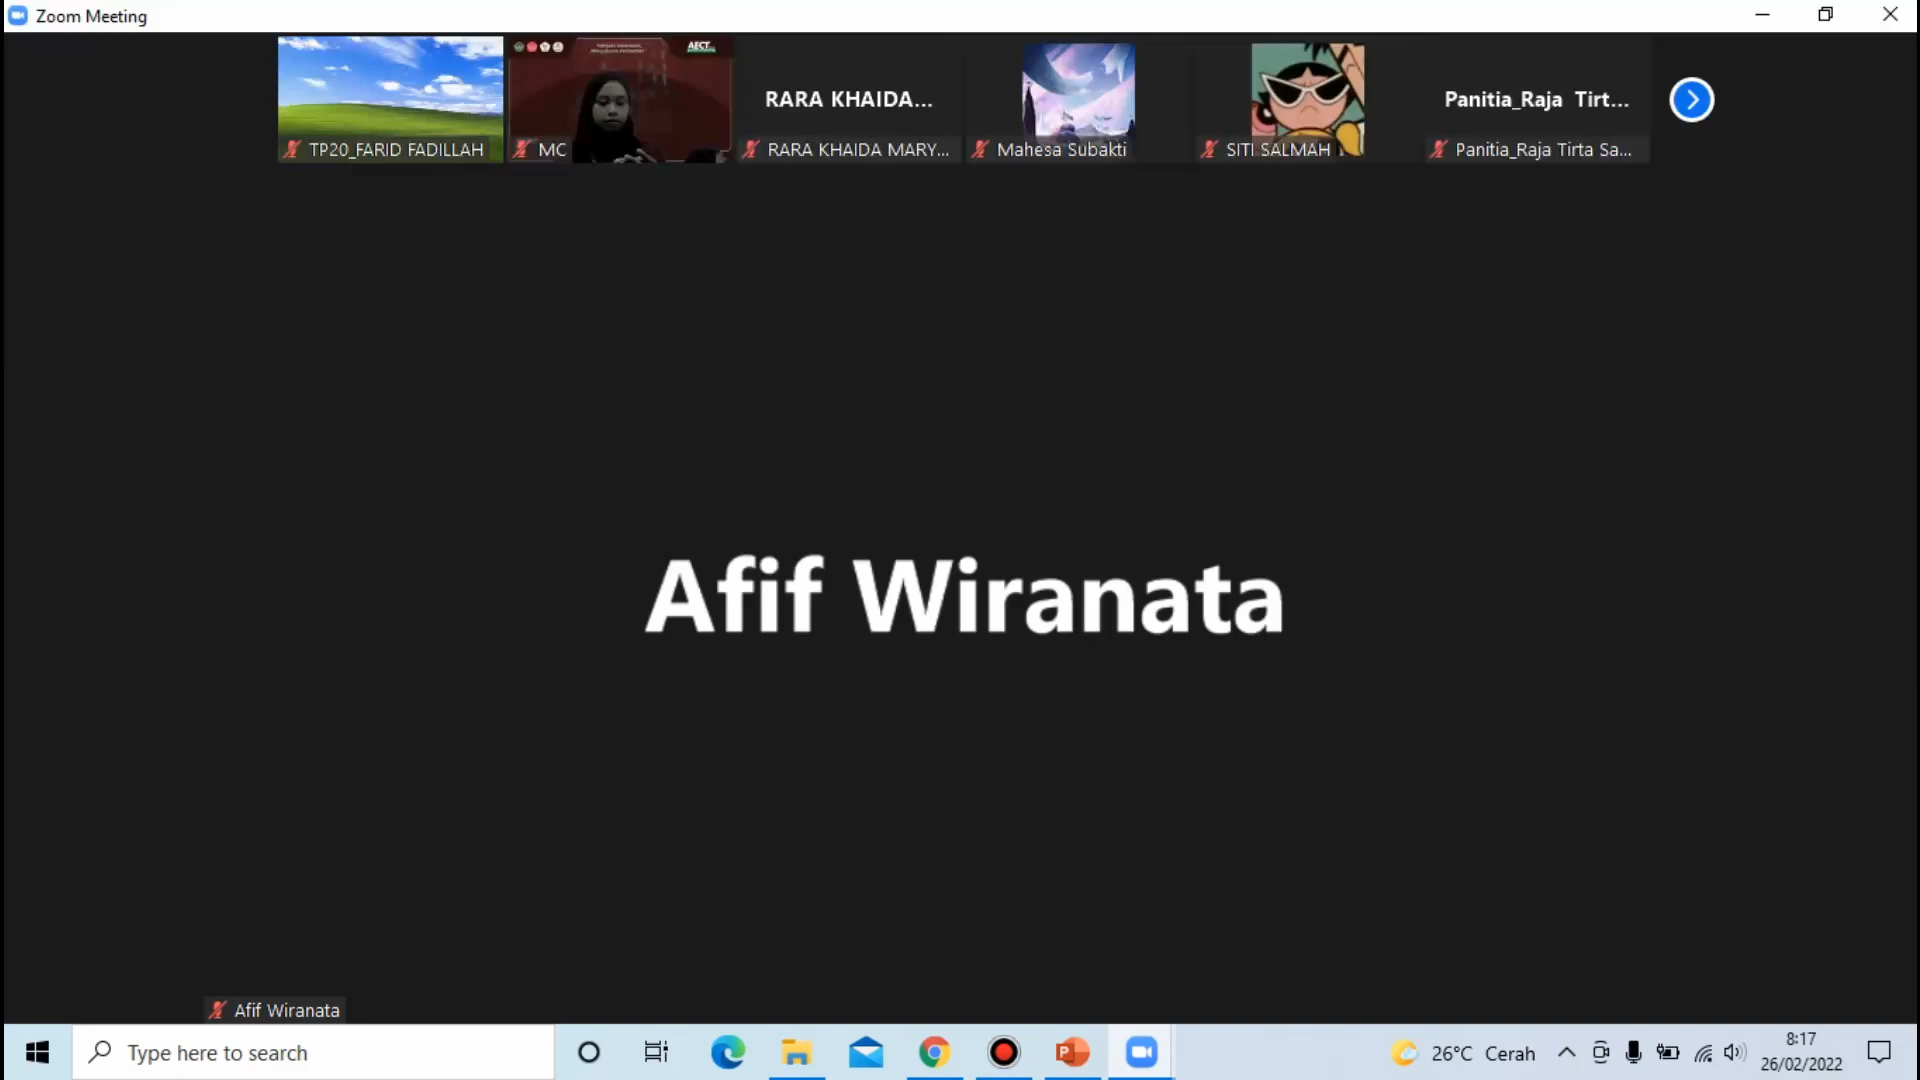 Zoom Meeting
AECT
RARA KHAIDA...
Panitia_Raja Tirt...
TP20_FARID FADILLAH
MC
RARA KHAIDA MARY...
Mahesa Subakti
SITI SALMAH
Panitia_Raja Tirta Sa...
Afif Wiranata
Afif Wiranata
Type here to search
26°C Cerah
8:17
26/02/2022